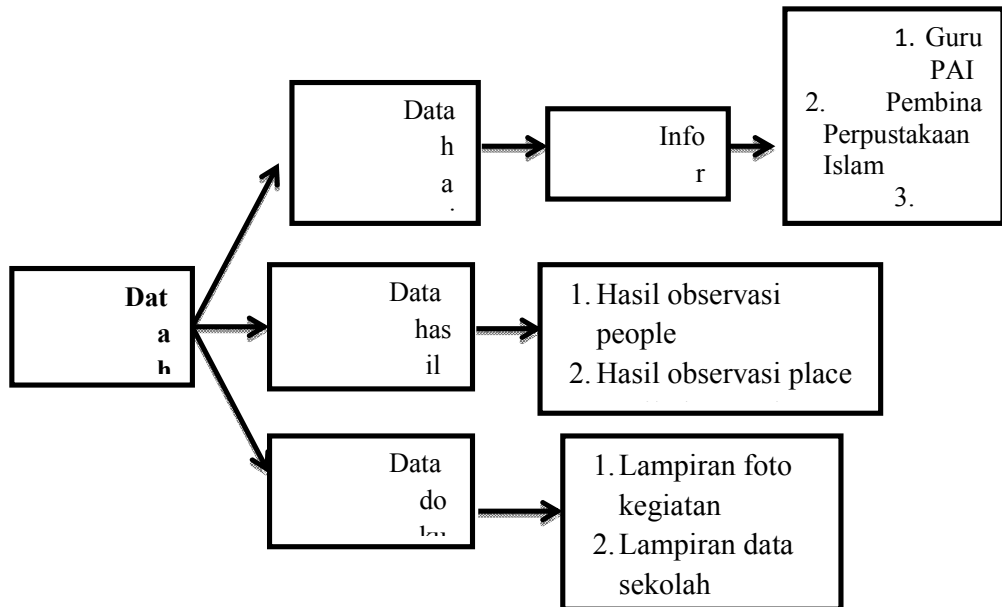 Data
h
a
Info
r
1. Guru
PAI
2. Pembina
Perpustakaan
Islam
3.
Dat
a
h
Data
has
il
1. Hasil observasi
people
2. Hasil observasi place
Data
do
ku
1. Lampiran foto
kegiatan
2. Lampiran data
sekolah